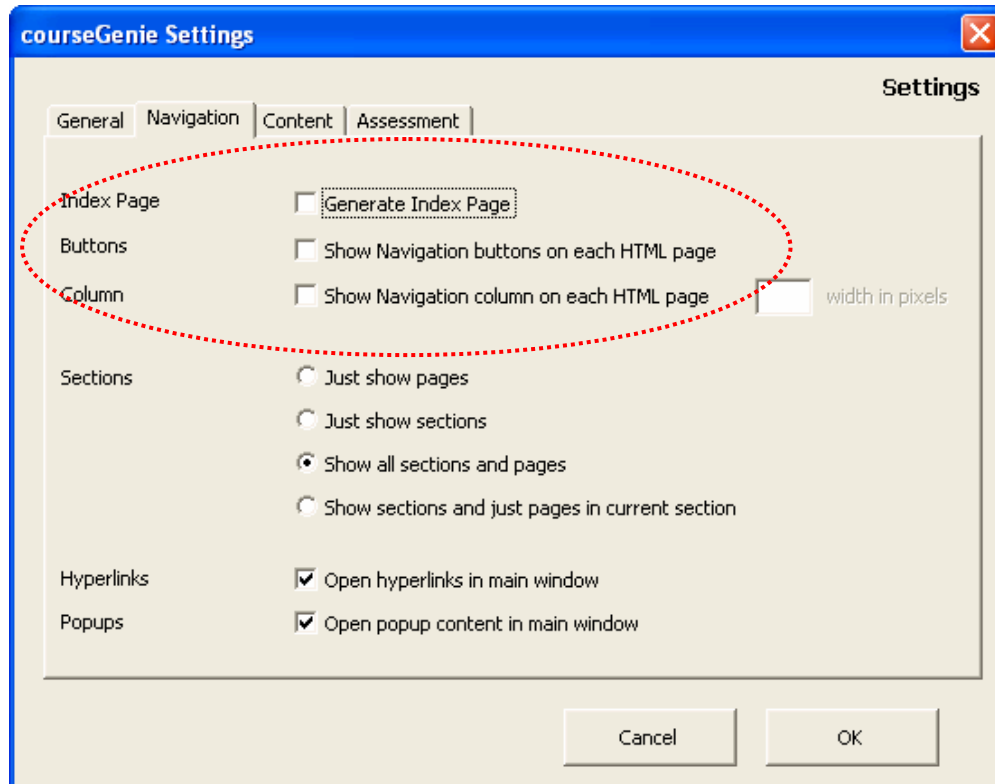 courseGenie Settings
Settings
General Navigation Content Assessment
Index Page Generate Index Page
Buttons Show Navigation buttons on each HTML page
Column Show Navigation column on each HTML page width in pixels
Sections Just show pages
Just show sections
Show all sections and pages
Show sections and just pages in current section
Hyperlinks Open hyperlinks in main window
Popups Open popup content in main window
Cancel OK